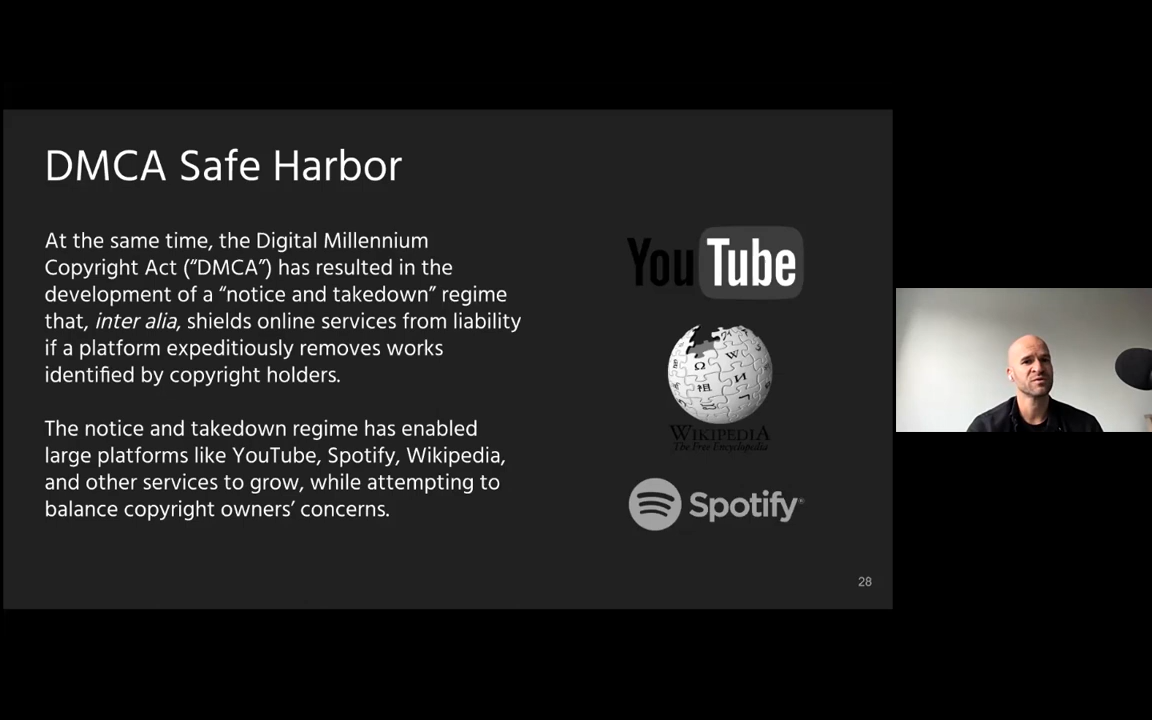 DMCA Safe Harbor
At the same time, the Digital Millennium
Copyright Act (“DMCA”) has resulted in the
development of a “notice and takedown” regime
that, inter alia, shields online services from liability
if a platform expeditiously removes works
identified by copyright holders.
The notice and takedown regime has enabled
large platforms like YouTube, Spotify, Wikipedia,
and other services to grow, while attempting to
balance copyright owners’ concerns.
YouTube
Ω W И 祖
WIKIPEDIA
The Free Encyclopedia
Spotify®
28